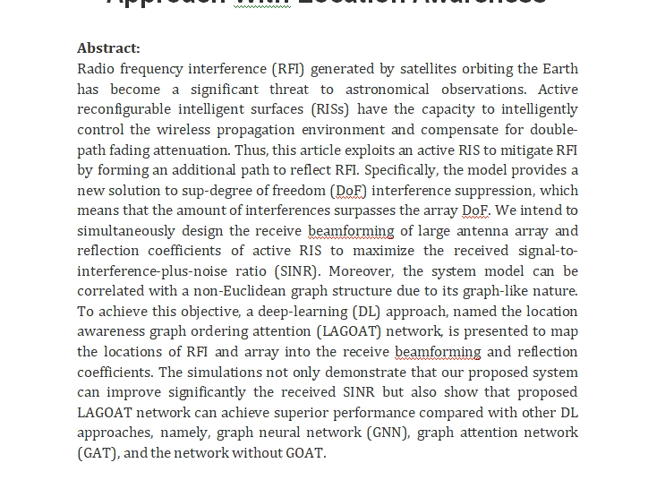 Approach With Location Awareness
Abstract:
Radio frequency interference (RFI) generated by satellites orbiting the Earth
has become a significant threat to astronomical observations. Active
reconfigurable intelligent surfaces (RISs) have the capacity to intelligently
control the wireless propagation environment and compensate for double-
path fading attenuation. Thus, this article exploits an active RIS to mitigate RFI
by forming an additional path to reflect RFI. Specifically, the model provides a
new solution to sup-degree of freedom (DoF) interference suppression, which
means that the amount of interferences surpasses the array DoF. We intend to
simultaneously design the receive beamforming of large antenna array and
reflection coefficients of active RIS to maximize the received signal-to-
interference-plus-noise ratio (SINR). Moreover, the system model can be
correlated with a non-Euclidean graph structure due to its graph-like nature.
To achieve this objective, a deep-learning (DL) approach, named the location
awareness graph ordering attention (LAGOAT) network, is presented to map
the locations of RFI and array into the receive beamforming and reflection
coefficients. The simulations not only demonstrate that our proposed system
can improve significantly the received SINR but also show that proposed
LAGOAT network can achieve superior performance compared with other DL
approaches, namely, graph neural network (GNN), graph attention network
(GAT), and the network without GOAT.